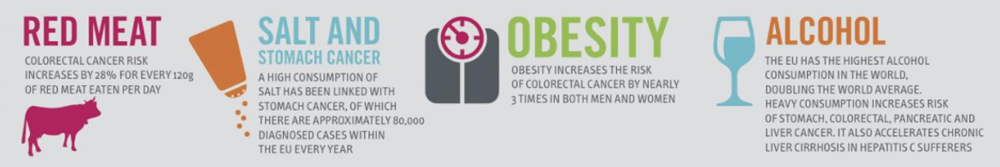 RED MEAT
COLORECTAL CANCER RISK
INCREASES BY 28% FOR EVERY 120g
OF RED MEAT EATEN PER DAY
SALT AND
STOMACH CANCER
A HIGH CONSUMPTION OF
SALT HAS BEEN LINKED WITH
STOMACH CANCER, OF WHICH
THERE ARE APPROXIMATELY 80,000
DIAGNOSED CASES WITHIN
THE EU EVERY YEAR
OBESITY
OBESITY INCREASES THE RISK
OF COLORECTAL CANCER BY NEARLY
3 TIMES IN BOTH MEN AND WOMEN
ALCOHOL
THE EU HAS THE HIGHEST ALCOHOL
CONSUMPTION IN THE WORLD,
DOUBLING THE WORLD AVERAGE.
HEAVY CONSUMPTION INCREASES RISK
OF STOMACH, COLORECTAL, PANCREATIC AND
LIVER CANCER. IT ALSO ACCELERATES CHRONIC
LIVER CIRRHOSIS IN HEPATITIS C SUFFERERS